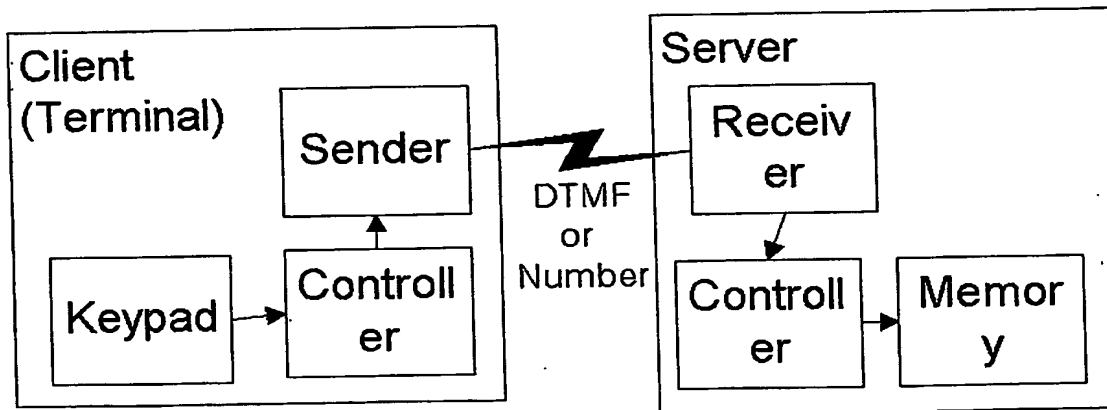 Client
(Terminal)
Sender
Keypad
Controll
er
DTMF
or
Number
Server
Receiv
er
Controll
er
Memor
y